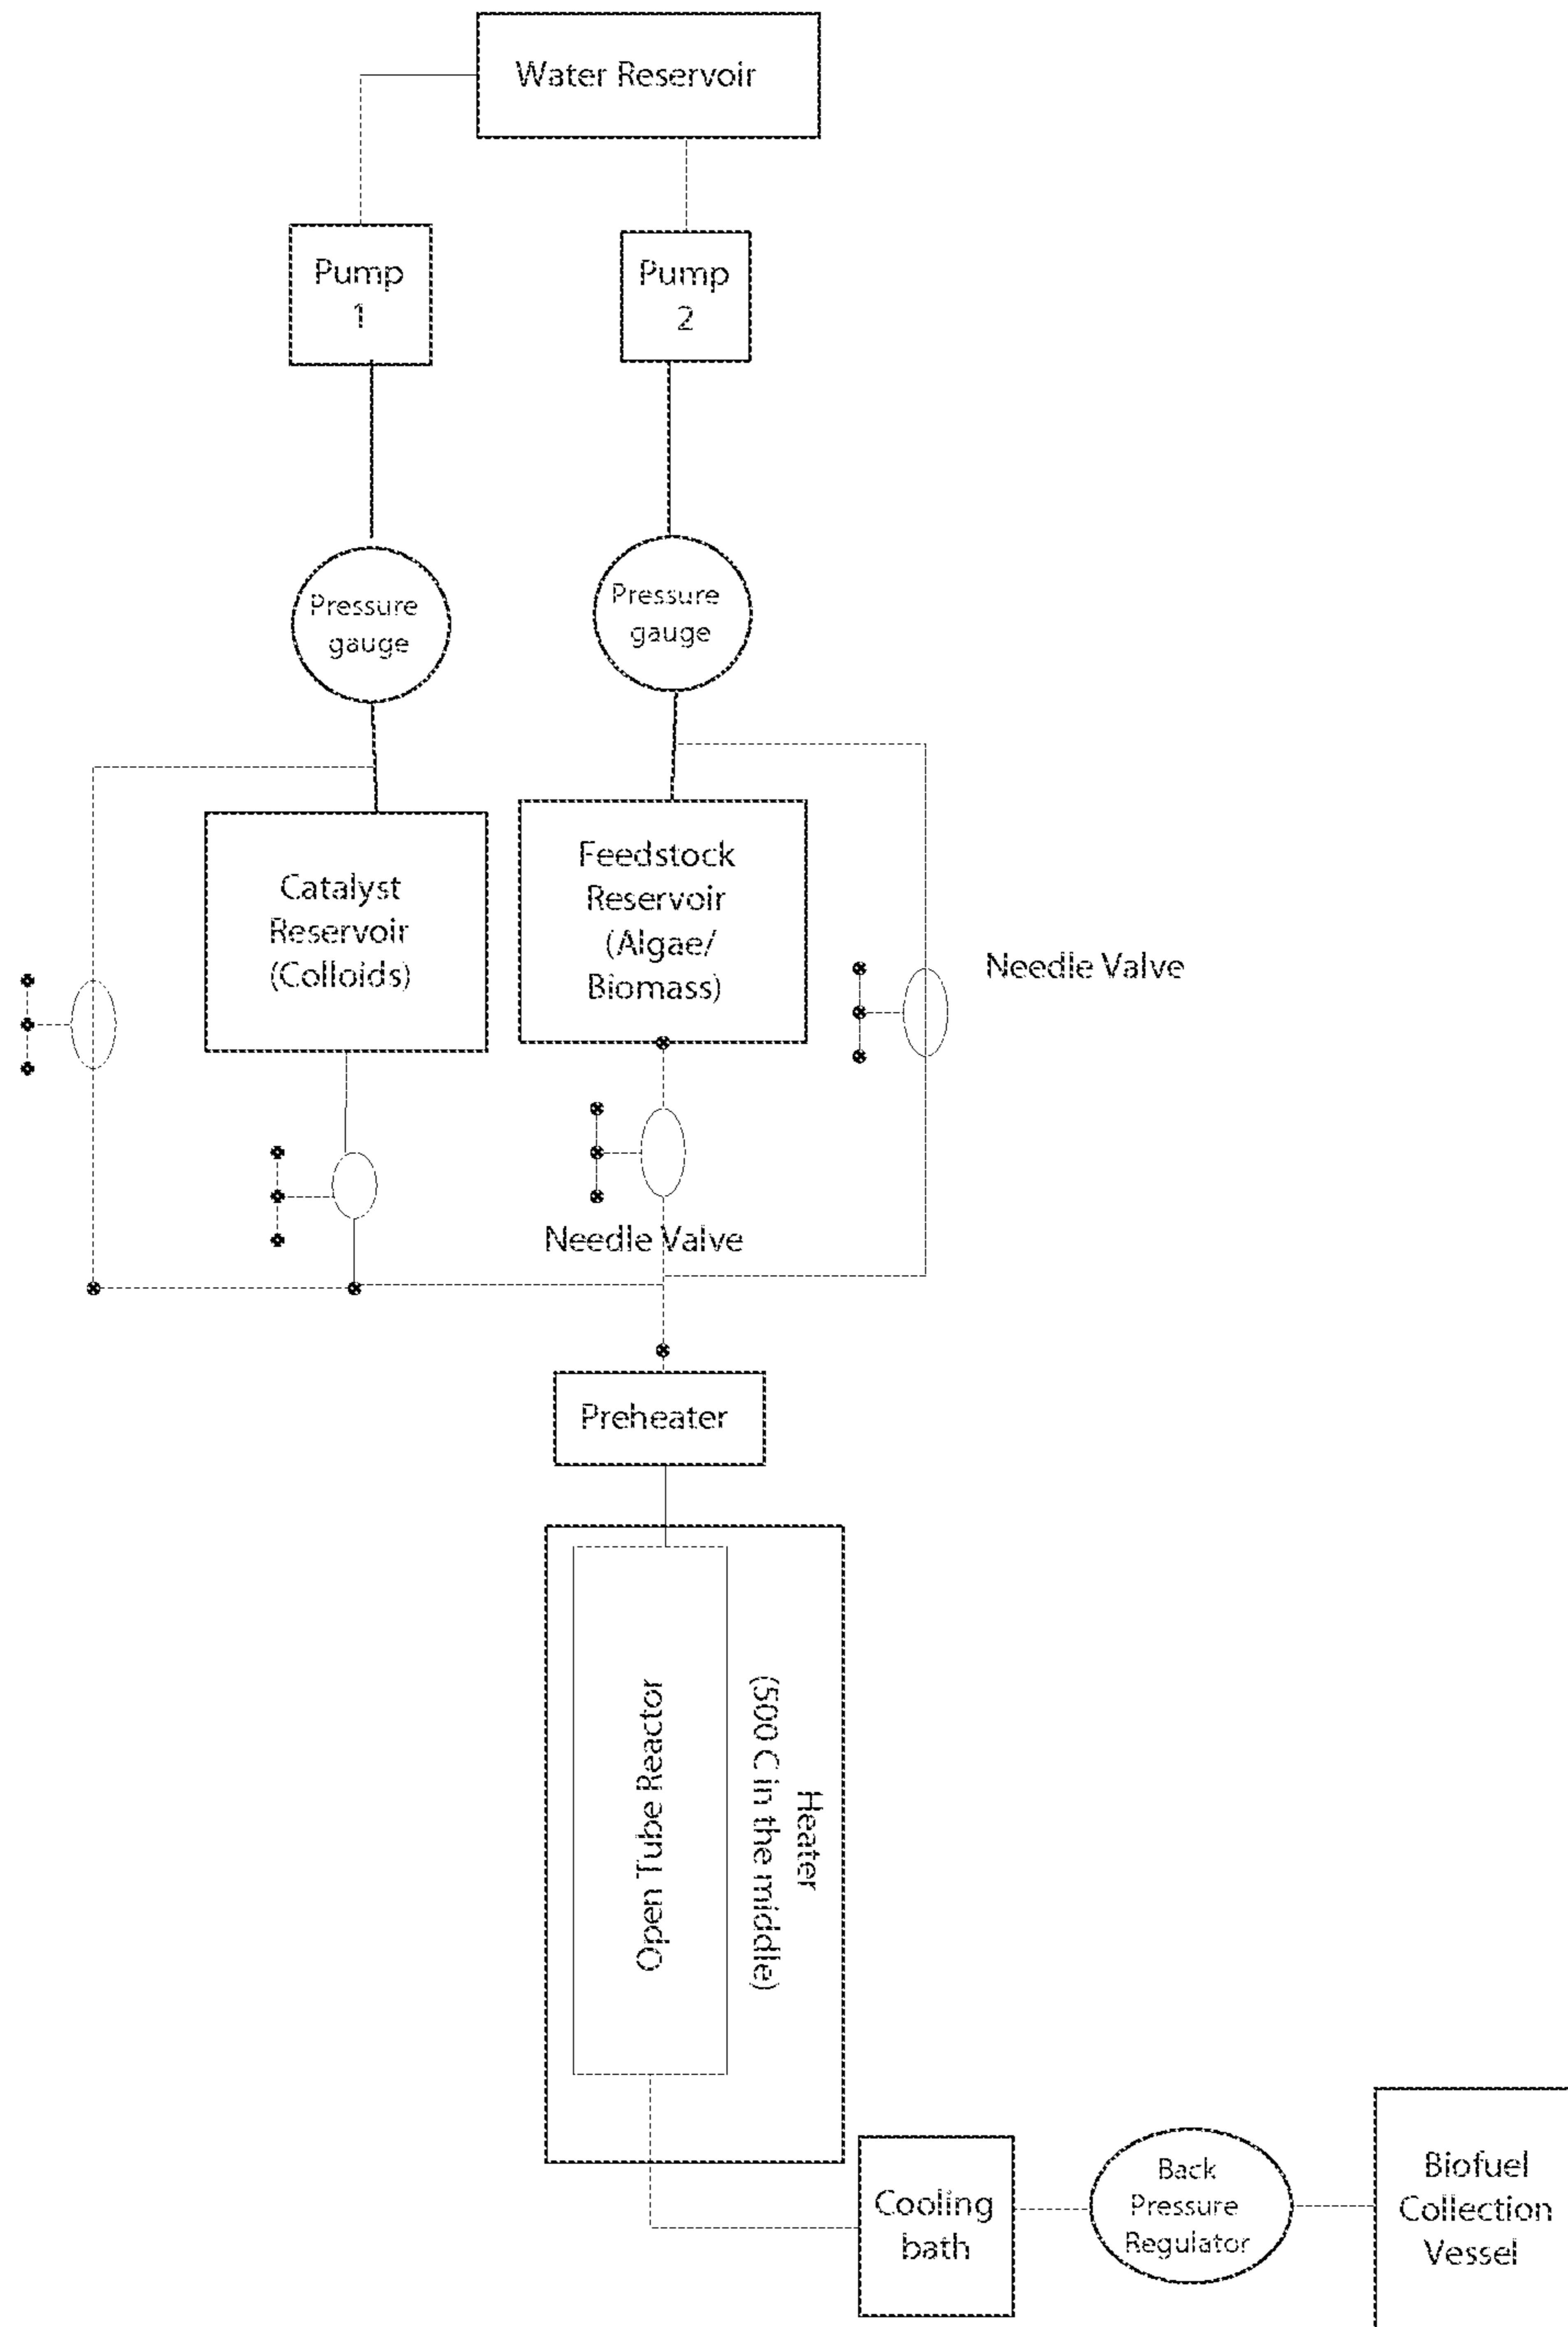 Water Reservoir
Pump
1
Pump
2
Pressure
gauge
Pressure
gauge
Catalyst
Reservoir
(Colloids)
Feedstock
Reservoir
(Algae/
Biomass)
Needle Valve
Needle Valve
Preheater
Open Tube Reactor
Heater
(500 C in the middle)
Cooling
bath
Back
Pressure
Regulator
Biofuel
Collection
Vessel